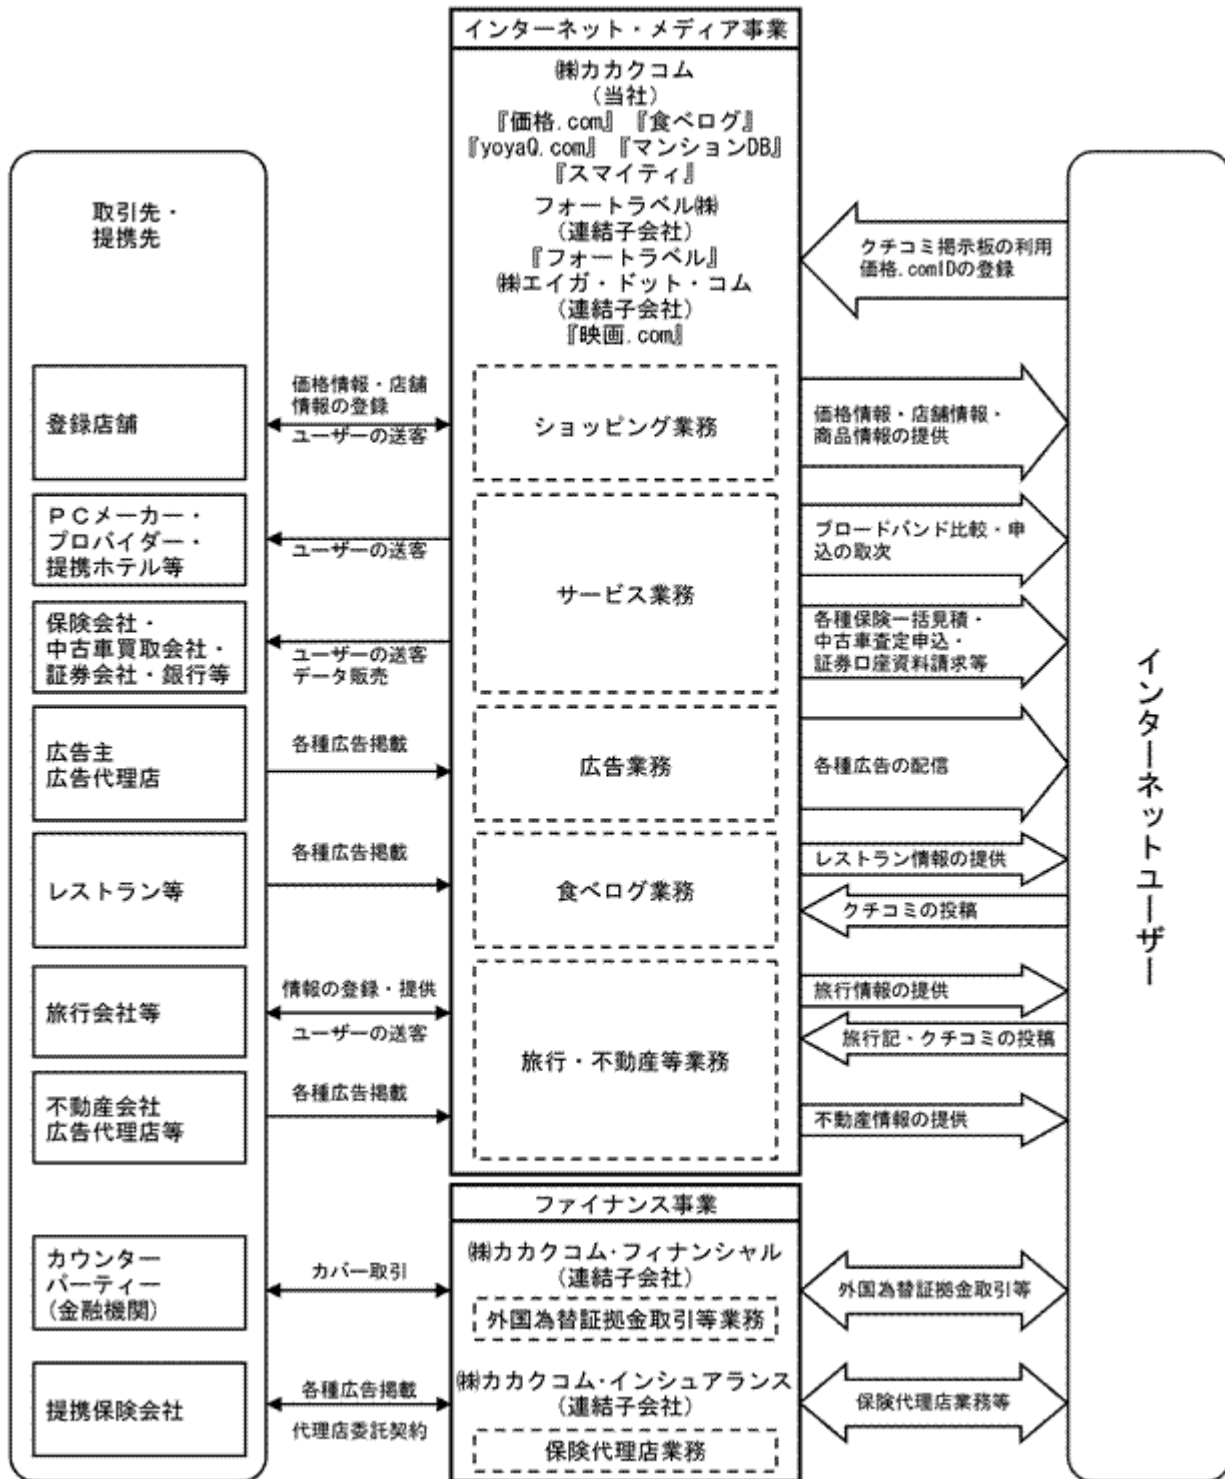 インターネット・メディア事業
㈱カカクコム
(当社)
『価格.com』『食べログ』
『yoyaQ.com』『マンションDB』
『スマイティ』
フォートラベル㈱
(連結子会社)
『フォートラベル』
㈱エイガ・ドット・コム
(連結子会社)
『映画.com』
取引先・
提携先
クチコミ掲示板の利用
価格.comIDの登録
登録店舗
価格情報・店舗
情報の登録
ユーザーの送客
ショッピング業務
価格情報・店舗情報・
商品情報の提供
PCメーカー・
プロバイダー・
提携ホテル等
ユーザーの送客
サービス業務
ブロードバンド比較・申
込の取次
保険会社・
中古車買取会社・
証券会社・銀行等
ユーザーの送客
データ販売
各種保険一括見積・
中古車査定申込・
証券口座資料請求等
広告主
広告代理店
各種広告掲載
広告業務
各種広告の配信
レストラン等
各種広告掲載
食べログ業務
レストラン情報の提供
クチコミの投稿
旅行会社等
情報の登録・提供
ユーザーの送客
旅行・不動産等業務
旅行情報の提供
旅行記・クチコミの投稿
不動産会社
広告代理店等
各種広告掲載
不動産情報の提供
インターネットユーザー
ファイナンス事業
カウンター
パーティー
(金融機関)
カバー取引
㈱カカクコム・フィナンシャル
(連結子会社)
外国為替証拠金取引等業務
外国為替証拠金取引等
提携保険会社
各種広告掲載
代理店委託契約
㈱カカクコム・インシュアランス
(連結子会社)
保険代理店業務
保険代理店業務等